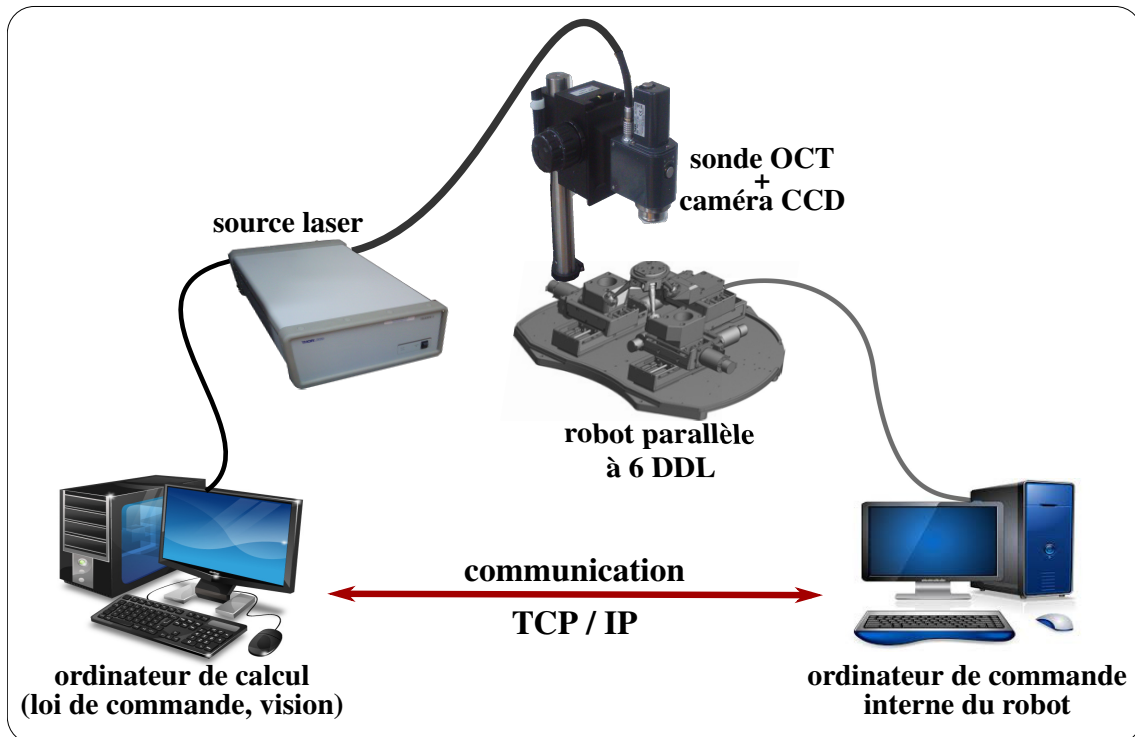 sonde OCT
+
caméra CCD
source laser
robot parallèle
à 6 DDL
communication
TCP / IP
ordinateur de calcul
(loi de commande, vision)
ordinateur de commande
interne du robot